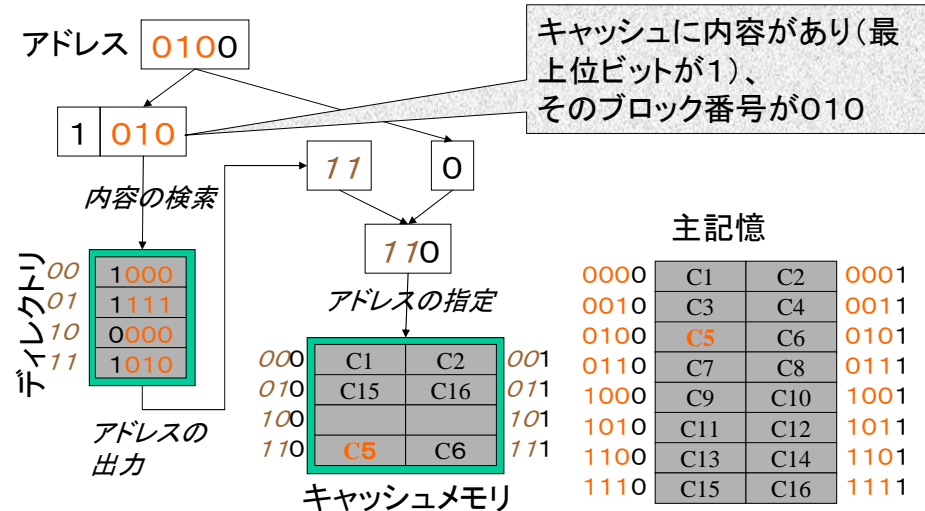 アドレス 0100
キャッシュに内容があり(最
上位ビットが1)、
そのブロック番号が010
1 010
11 0
内容の検索
110
アドレスの指定
ディレクトリ
00 1000
01 1111
10 0000
11 1010
アドレスの
出力
000 C1 C2 001
010 C15 C16 011
100 101
110 C5 C6 111
キャッシュメモリ
主記憶
0000 C1 C2 0001
0010 C3 C4 0011
0100 C5 C6 0101
0110 C7 C8 0111
1000 C9 C10 1001
1010 C11 C12 1011
1100 C13 C14 1101
1110 C15 C16 1111